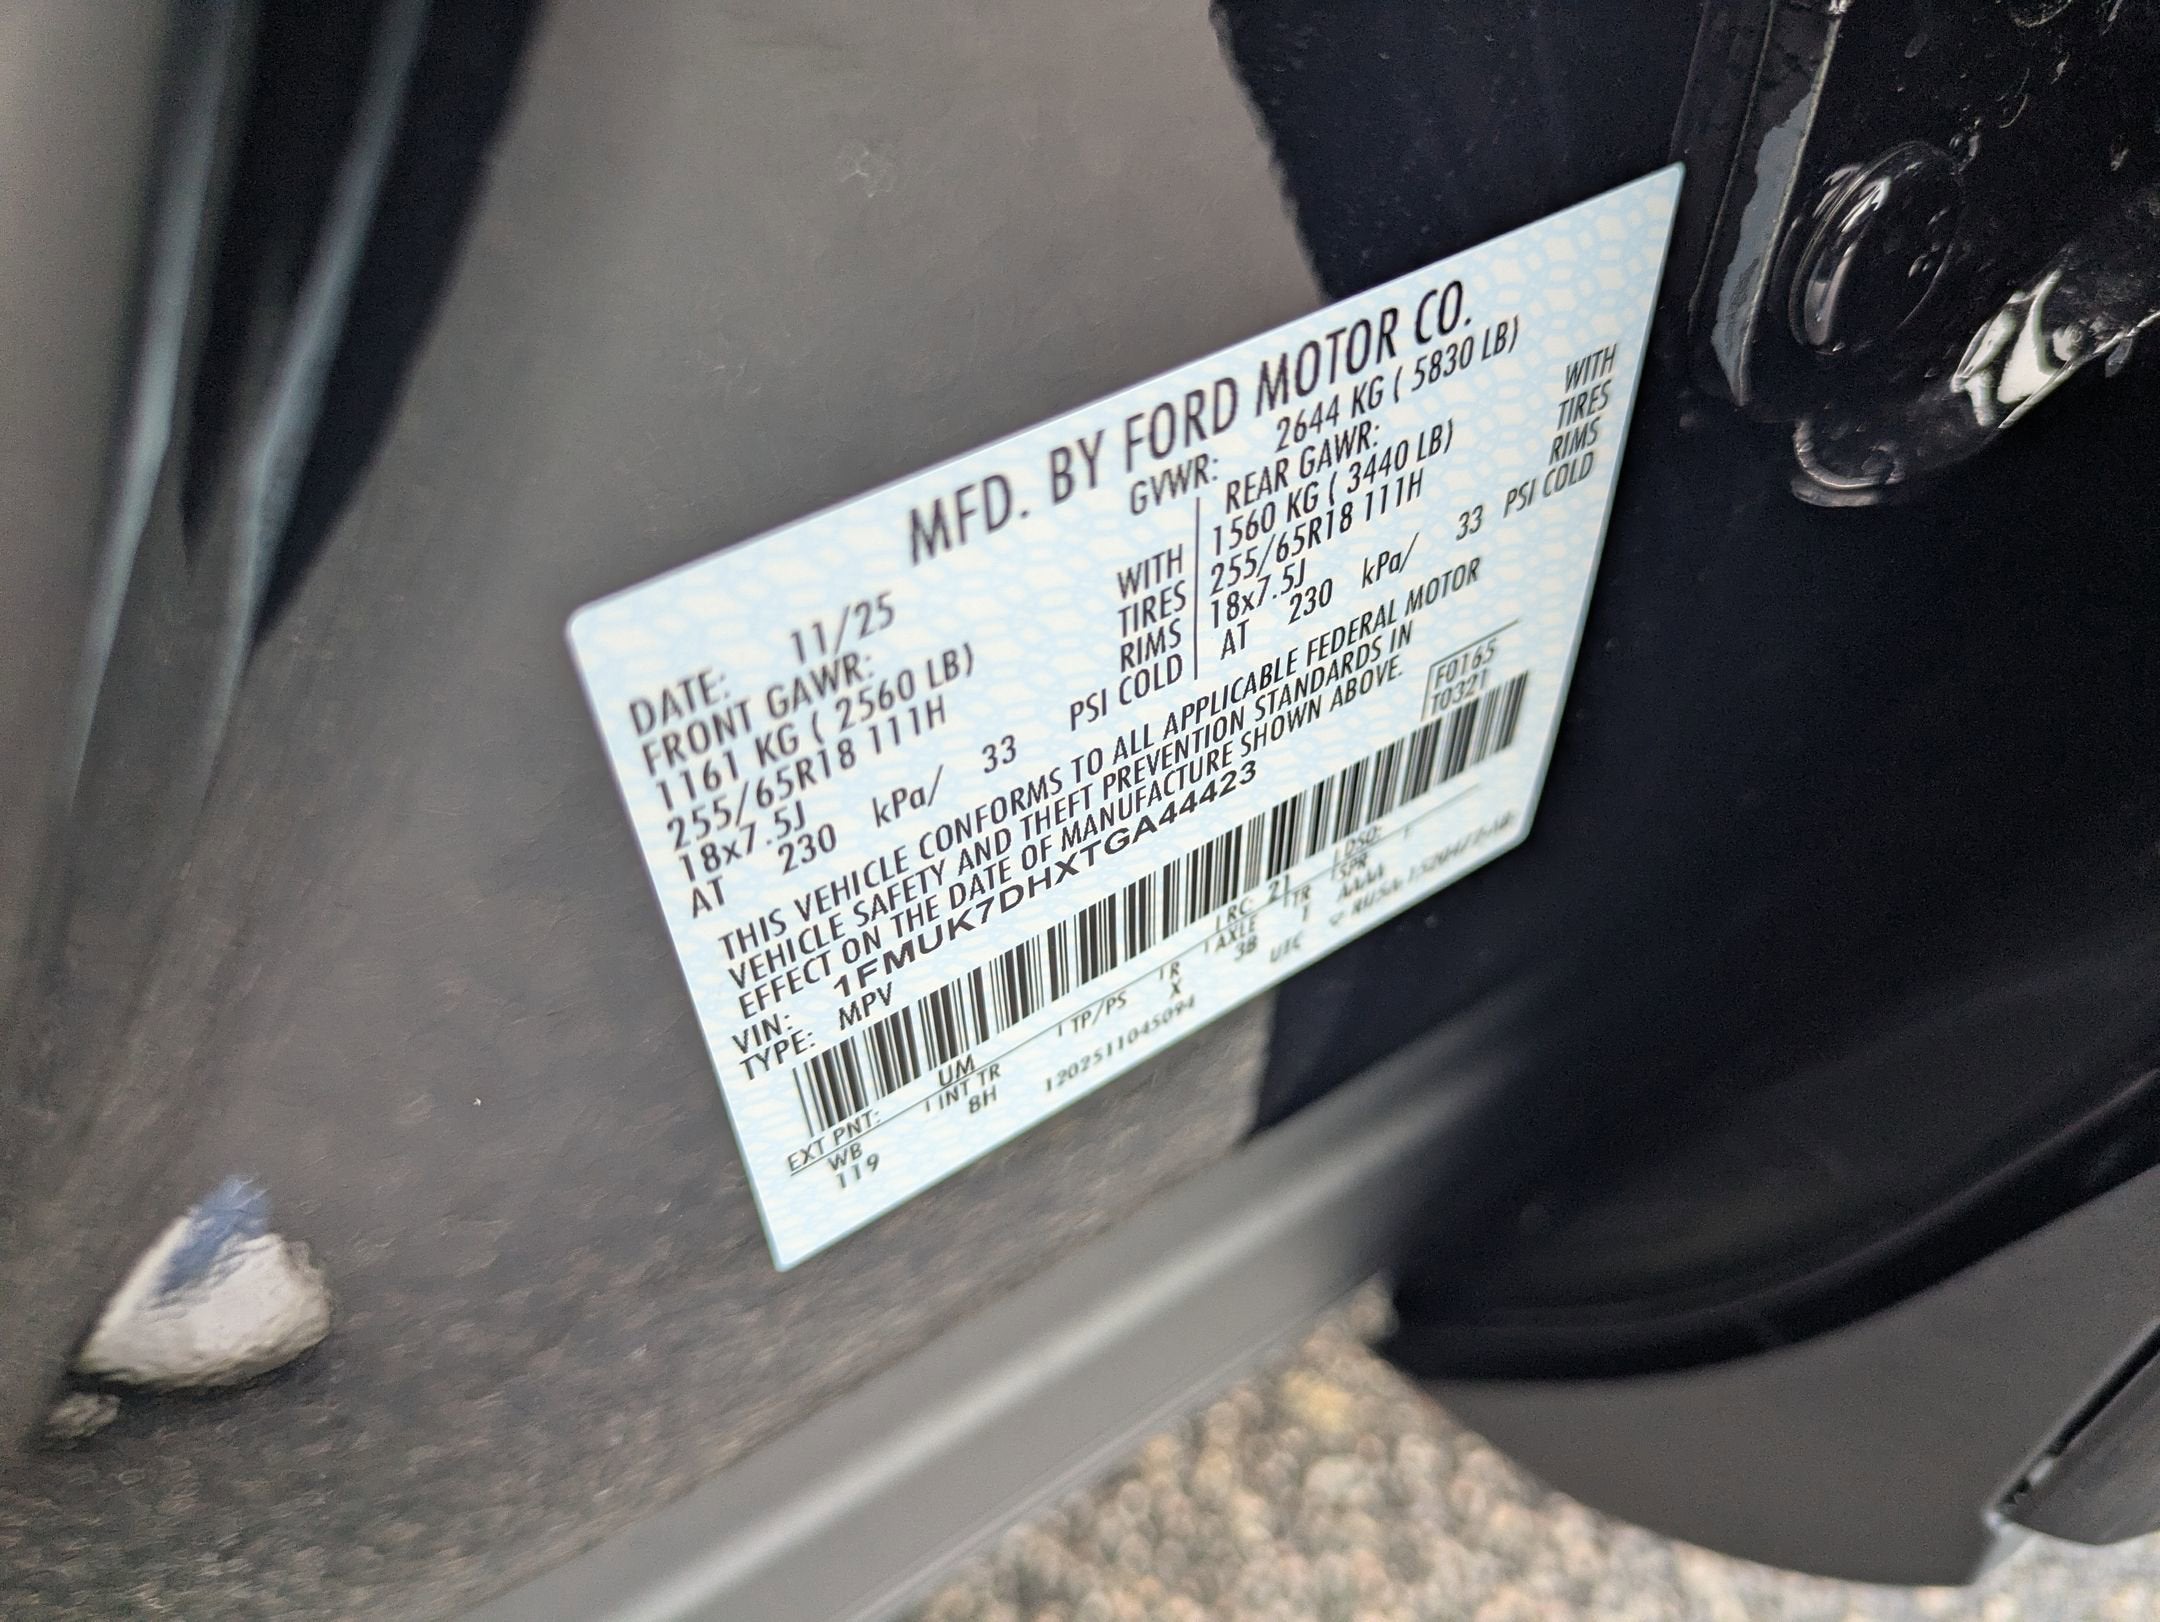 MFD. BY FORD MOTOR CO.
DATE: 11/25 GVWR: 2644 KG ( 5830 LB)
FRONT GAWR: REAR GAWR:
1161 KG ( 2560 LB) WITH 1560 KG ( 3440 LB) WITH
255/65R18 111H TIRES 255/65R18 111H TIRES
18x7.5J RIMS 18x7.5J RIMS
AT 230 kPa/ 33 PSI COLD AT 230 kPa/ 33 PSI COLD
THIS VEHICLE CONFORMS TO ALL APPLICABLE FEDERAL MOTOR
VEHICLE SAFETY AND THEFT PREVENTION STANDARDS IN
EFFECT ON THE DATE OF MANUFACTURE SHOWN ABOVE.
VIN: 1FMUK7DHXTGA44423 F0165
TYPE: MPV T0321
EXT PNT: UM LRC: 21 DSO:
WB INT TR TP/PS R AXLE TR SPR
119 8H X 3B T AAAA
1202511045094 UTC